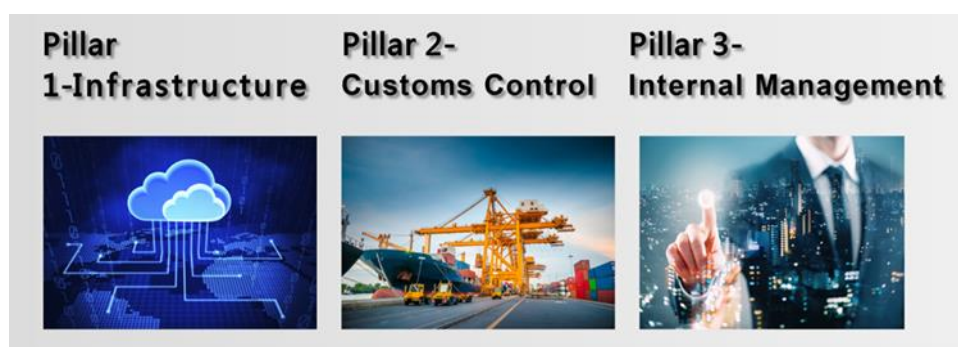 Pillar
1-Infrastructure
Pillar 2-
Customs Control
Pillar 3-
Internal Management